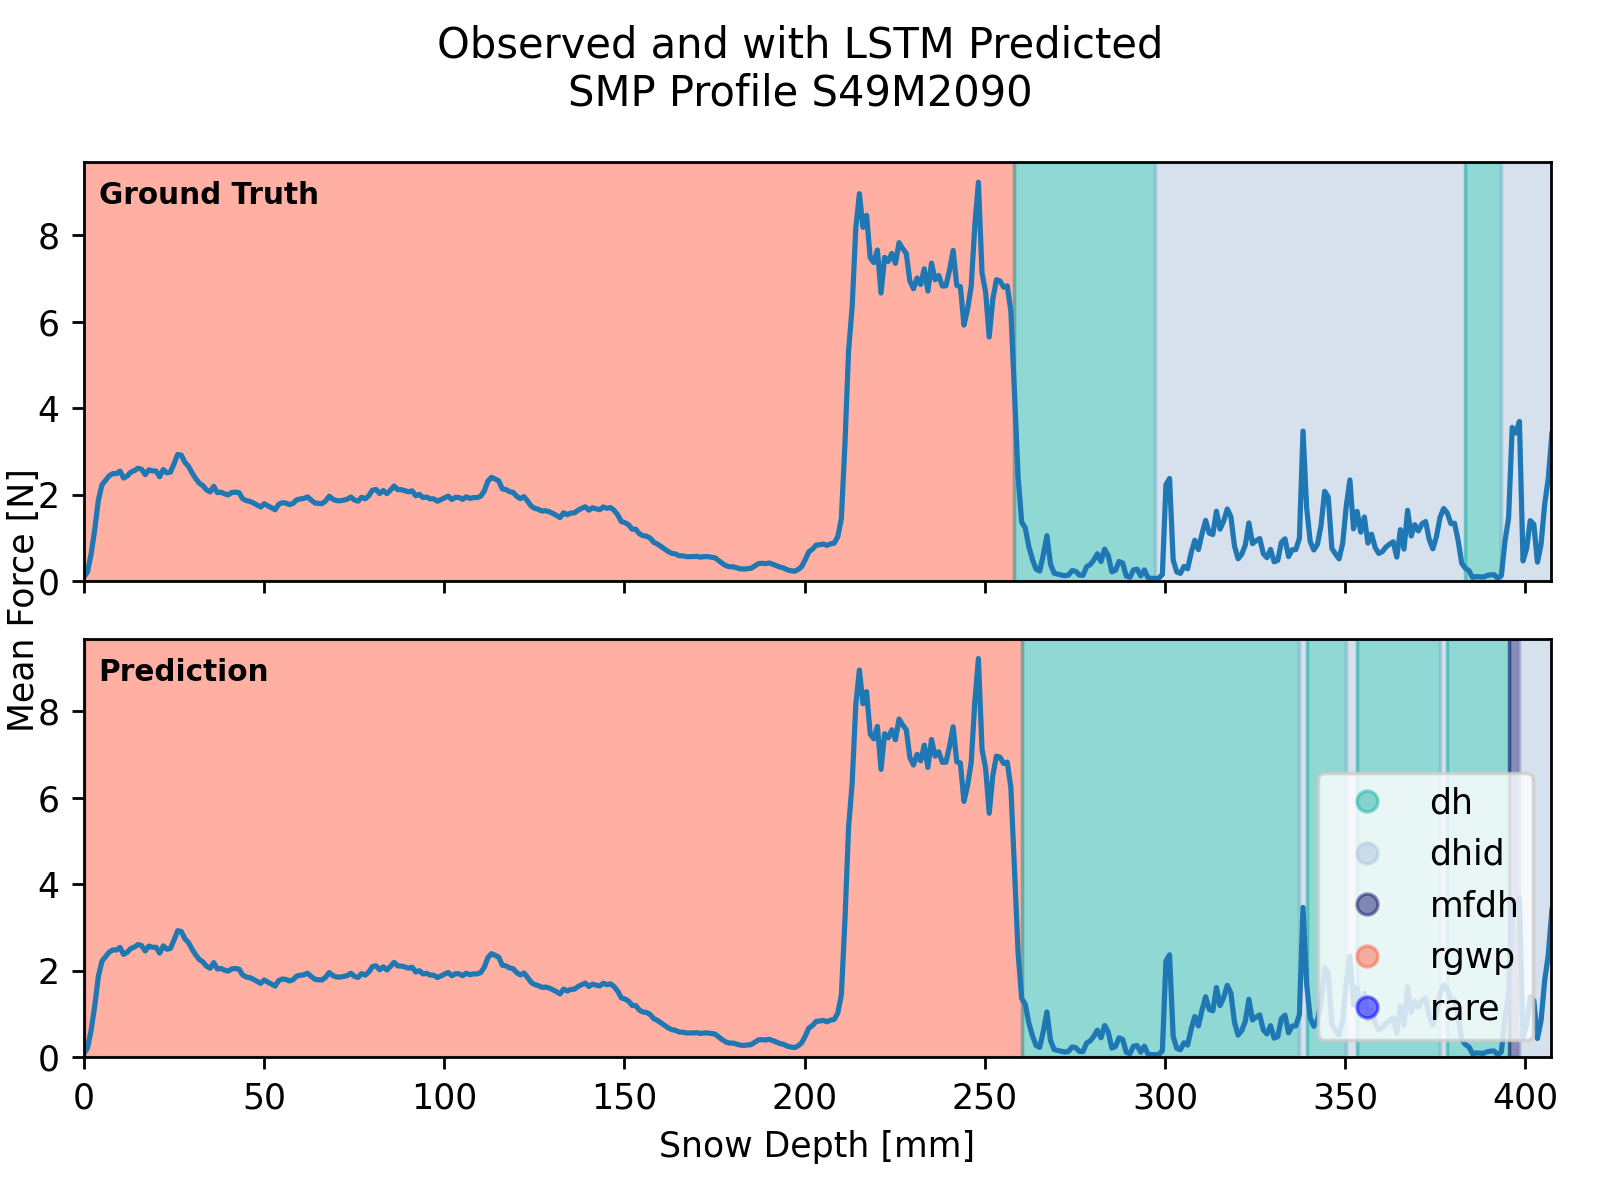 Observed and with LSTM Predicted
SMP Profile S49M2090
Mean Force [N]
Ground Truth
8
6
4
2
0
Prediction
8
6
4
2
0
dh
dhid
mfdh
rgwp
rare
0 50 100 150 200 250 300 350 400
Snow Depth [mm]